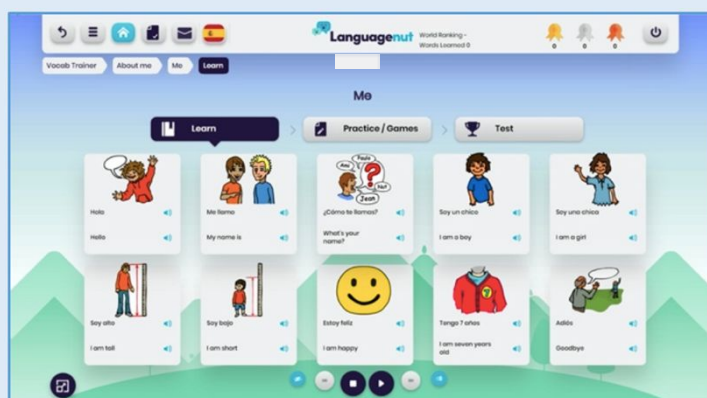 Languagenut
World Ranking -
Words Learned 0
0 0 0
Vocab Trainer About me Me Learn
Me
Learn Practice / Games Test
Ami Paula
Nut
Jean
Hola
Hello
Me llamo
My name is
¿Cómo te llamas?
What's your
name?
Soy un chico
I am a boy
Soy una chica
I am a girl
Soy alto
I am tall
Soy bajo
I am short
Estoy feliz
I am happy
Tengo 7 años
I am seven years
old
Adiós
Goodbye